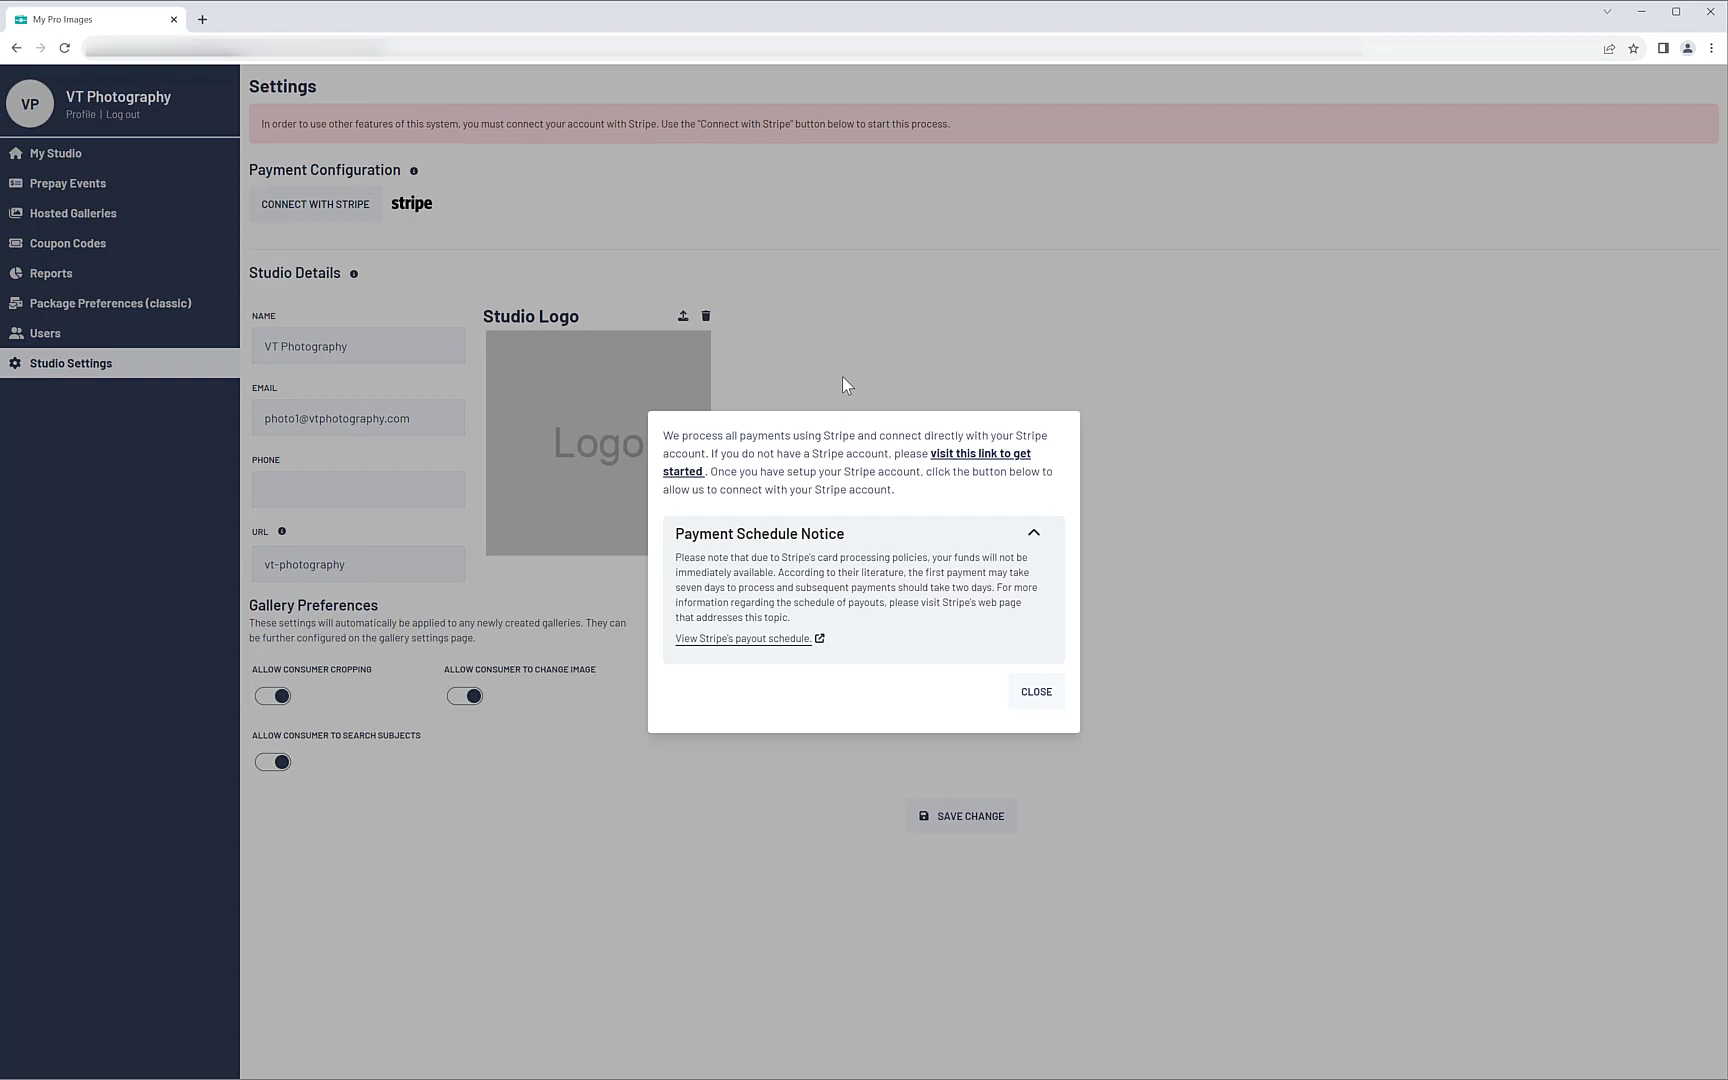 My Pro Images
VP
VT Photography
Profile | Log out
My Studio
Prepay Events
Hosted Galleries
Coupon Codes
Reports
Package Preferences (classic)
Users
Studio Settings
Settings
In order to use other features of this system, you must connect your account with Stripe. Use the "Connect with Stripe" button below to start this process.
Payment Configuration
CONNECT WITH STRIPE
stripe
Studio Details
NAME
VT Photography
EMAIL
photo1@vtphotography.com
PHONE
URL
vt-photography
Studio Logo
Logo
Gallery Preferences
These settings will automatically be applied to any newly created galleries. They can
be further configured on the gallery settings page.
ALLOW CONSUMER CROPPING
ALLOW CONSUMER TO CHANGE IMAGE
ALLOW CONSUMER TO SEARCH SUBJECTS
We process all payments using Stripe and connect directly with your Stripe
account. If you do not have a Stripe account, please visit this link to get
started . Once you have setup your Stripe account, click the button below to
allow us to connect with your Stripe account.
Payment Schedule Notice
Please note that due to Stripe's card processing policies, your funds will not be
immediately available. According to their literature, the first payment may take
seven days to process and subsequent payments should take two days. For more
information regarding the schedule of payouts, please visit Stripe's web page
that addresses this topic.
View Stripe's payout schedule.
CLOSE
SAVE CHANGE